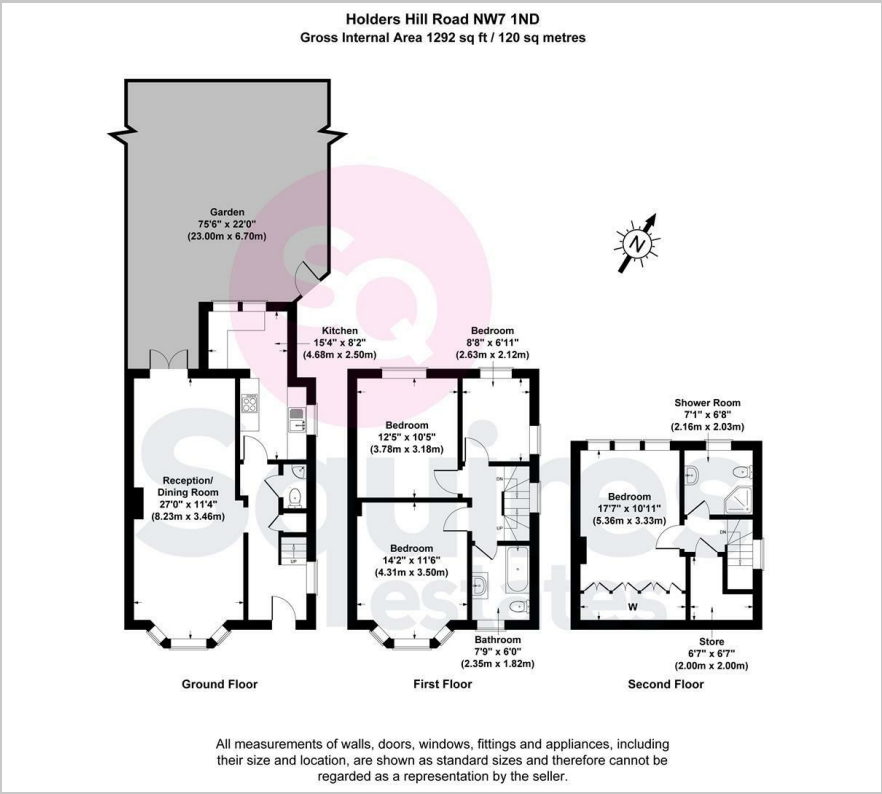 Holders Hill Road NW7 1ND
Gross Internal Area 1292 sq ft / 120 sq metres
Garden
75'6" x 22'0"
(23.00m x 6.70m)
N
Kitchen
15'4" x 8'2"
(4.68m x 2.50m)
Bedroom
8'8" x 6'11"
(2.63m x 2.12m)
Shower Room
7'1" x 6'8"
(2.16m x 2.03m)
Bedroom
12'5" x 10'5"
(3.78m x 3.18m)
Reception/
Dining Room
27'0" x 11'4"
(8.23m x 3.46m)
Bedroom
17'7" x 10'11"
(5.36m x 3.33m)
DN
UP
DN
UP
Bedroom
14'2" x 11'6"
(4.31m x 3.50m)
W
Bathroom
7'9" x 6'0"
(2.35m x 1.82m)
Store
6'7" x 6'7"
(2.00m x 2.00m)
Ground Floor
First Floor
Second Floor
SQ
Squires
estates
All measurements of walls, doors, windows, fittings and appliances, including
their size and location, are shown as standard sizes and therefore cannot be
regarded as a representation by the seller.